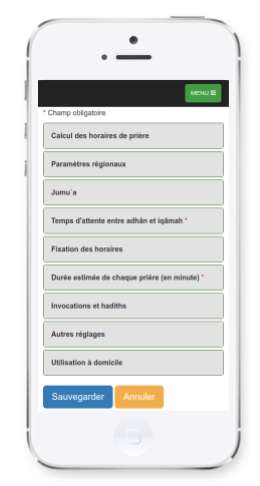 MENU ☰
* Champ obligatoire
Calcul des horaires de prière
Paramètres régionaux
Jumu`a
Temps d'attente entre adhān et iqāmah *
Fixation des horaires
Durée estimée de chaque prière (en minute) *
Invocations et hadiths
Autres réglages
Utilisation à domicile
Sauvegarder
Annuler